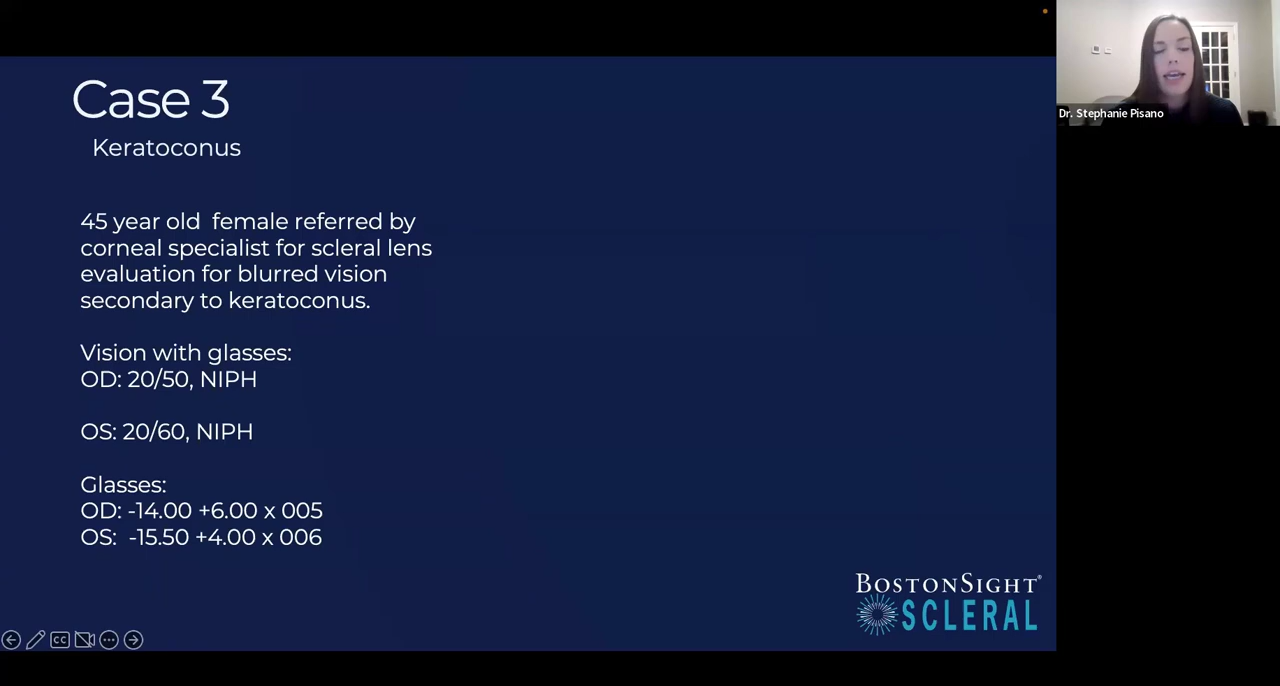 Case 3
Keratoconus
45 year old female referred by
corneal specialist for scleral lens
evaluation for blurred vision
secondary to keratoconus.
Vision with glasses:
OD: 20/50, NIPH
OS: 20/60, NIPH
Glasses:
OD: -14.00 +6.00 x 005
OS: -15.50 +4.00 x 006
BOSTONSIGHT®
SCLERAL
CC
Dr. Stephanie Pisano